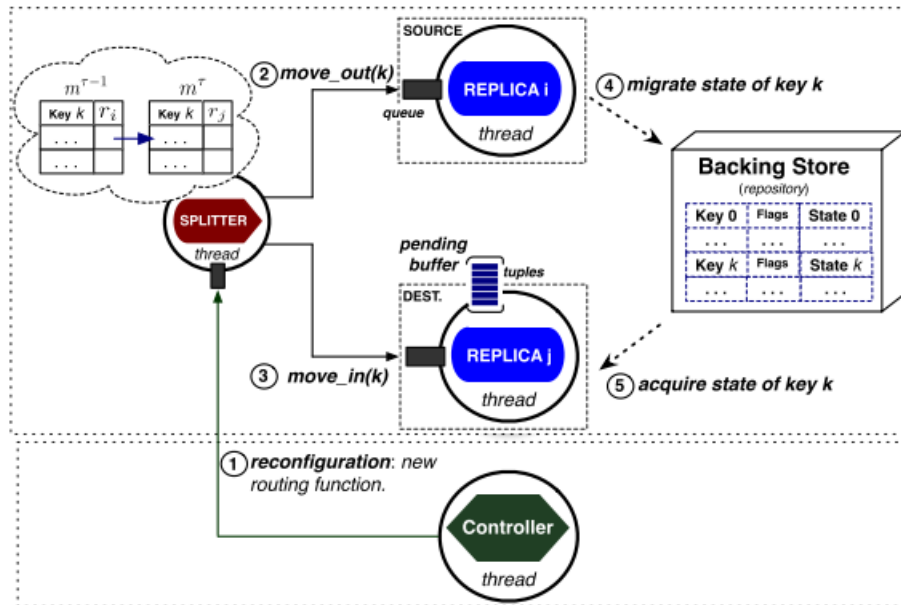 SOURCE
② move_out(k)
REPLICA i
queue
thread
④ migrate state of key k
m^{τ−1}
m^{τ}
Key k r_i
. . .
. . .
Key k r_j
. . .
. . .
Backing Store
(repository)
Key 0 Flags State 0
. . . . . . . . .
Key k Flags State k
. . . . . . . . .
SPLITTER
thread
pending
buffer
tuples
DEST.
REPLICA j
thread
③ move_in(k)
⑤ acquire state of key k
① reconfiguration: new
routing function.
Controller
thread